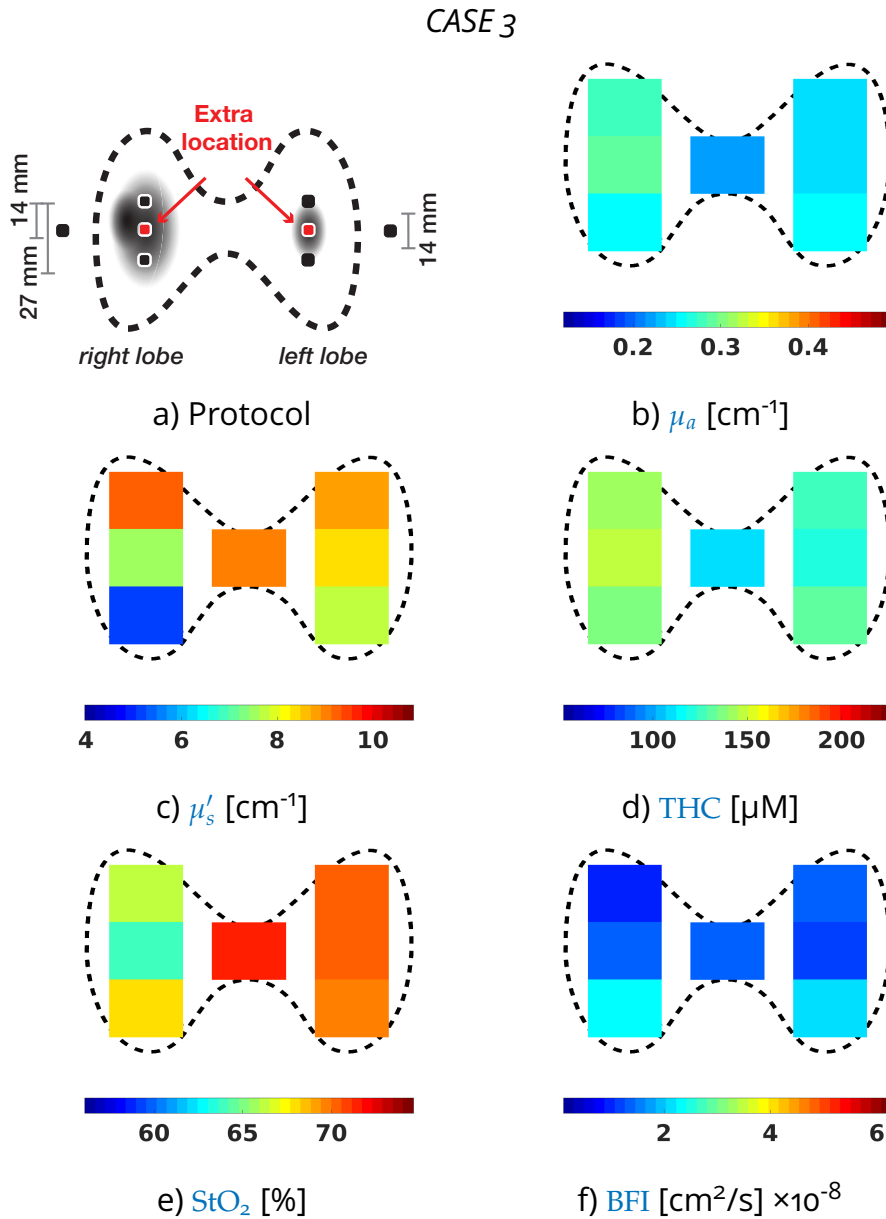 CASE 3
Extra
location
14 mm
27 mm
14 mm
right lobe
left lobe
a) Protocol
0.2 0.3 0.4
b) μₐ [cm⁻¹]
4 6 8 10
c) μ′ₛ [cm⁻¹]
100 150 200
d) THC [μM]
60 65 70
e) StO₂ [%]
2 4 6
f) BFI [cm²/s] ×10⁻⁸